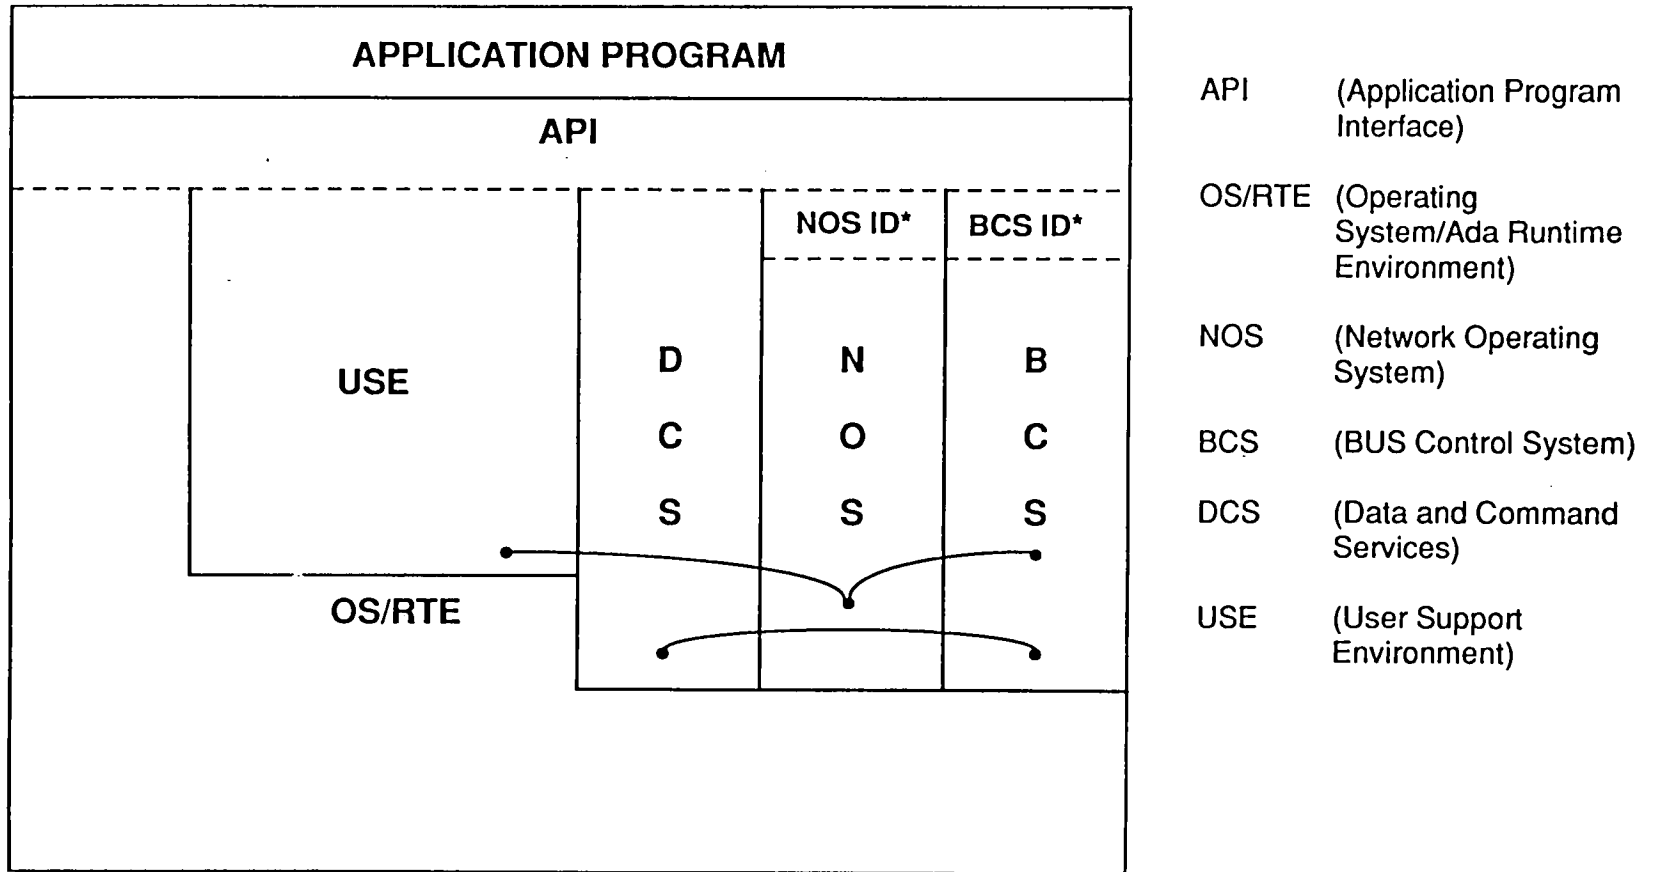 APPLICATION PROGRAM
API
NOS ID*
BCS ID*
USE
D
C
S
N
O
S
B
C
S
OS/RTE
API (Application Program
Interface)
OS/RTE (Operating
System/Ada Runtime
Environment)
NOS (Network Operating
System)
BCS (BUS Control System)
DCS (Data and Command
Services)
USE (User Support
Environment)